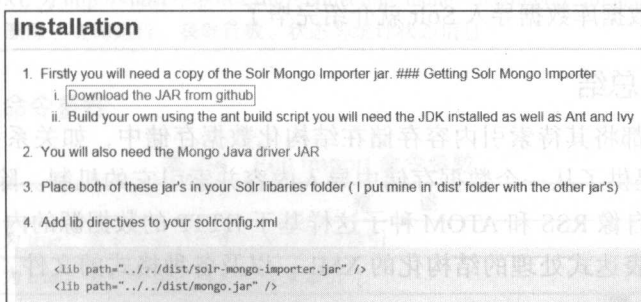 Installation
1. Firstly you will need a copy of the Solr Mongo Importer jar. ### Getting Solr Mongo Importer
i. Download the JAR from github
ii. Build your own using the ant build script you will need the JDK installed as well as Ant and Ivy
2. You will also need the Mongo Java driver JAR
3. Place both of these jar's in your Solr libaries folder ( I put mine in 'dist' folder with the other jar's)
4. Add lib directives to your solrconfig.xml
<lib path="../../dist/solr-mongo-importer.jar" />
<lib path="../../dist/mongo.jar" />